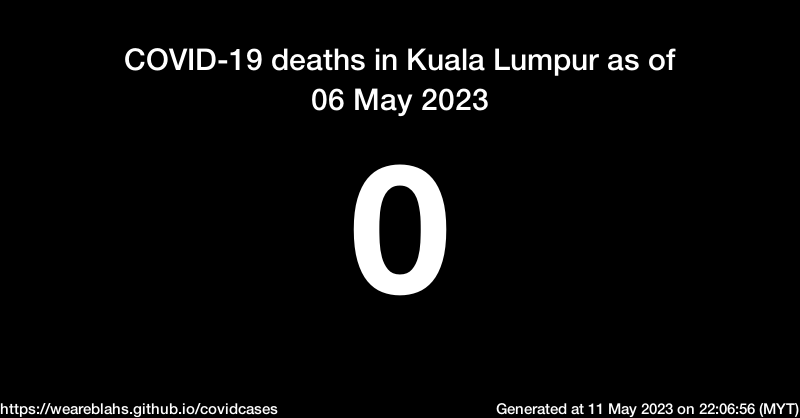 COVID-19 deaths in Kuala Lumpur as of
06 May 2023
0
https://weareblahs.github.io/covidcases
Generated at 11 May 2023 on 22:06:56 (MYT)